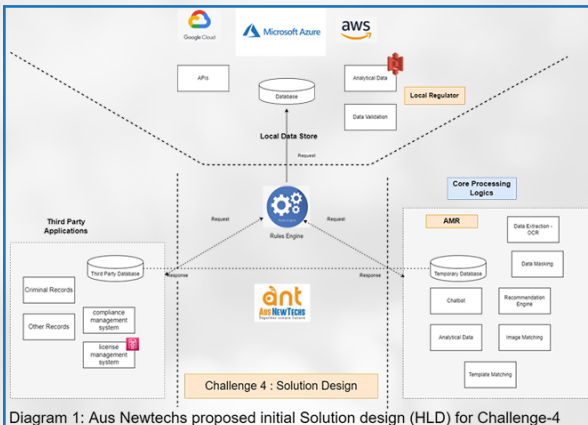 Google Cloud
Microsoft Azure
aws
APIs
Database
Analytical Data
Local Regulator
Data Validation
Local Data Store
Request
Third Party
Applications
Core Processing
Logics
Request
Rules Engine
Request
AMR
Data Extraction -
OCR
Third Party Database
Response
Response
Temporary Database
Data Masking
Criminal Records
ant
AUS NEWTECHS
Chatbot
Recommendation
Engine
Other Records
compliance
management
system
Analytical Data
Image Matching
license
management
system
Template Matching
Challenge 4 : Solution Design
Diagram 1: Aus Newtechs proposed initial Solution design (HLD) for Challenge-4